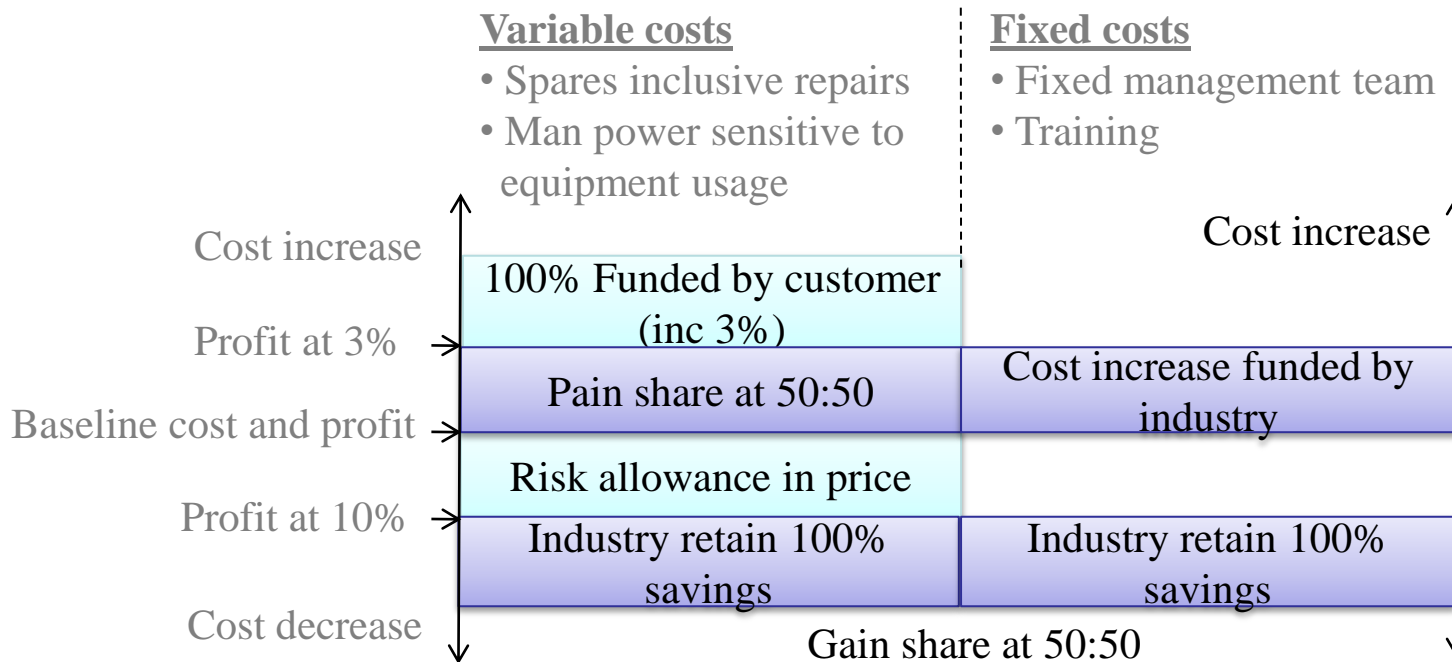 Variable costs
• Spares inclusive repairs
• Man power sensitive to
equipment usage
Fixed costs
• Fixed management team
• Training
Cost increase
Cost increase
100% Funded by customer
(inc 3%)
Profit at 3%
Pain share at 50:50
Cost increase funded by
industry
Baseline cost and profit
Risk allowance in price
Profit at 10%
Industry retain 100%
savings
Industry retain 100%
savings
Cost decrease
Gain share at 50:50